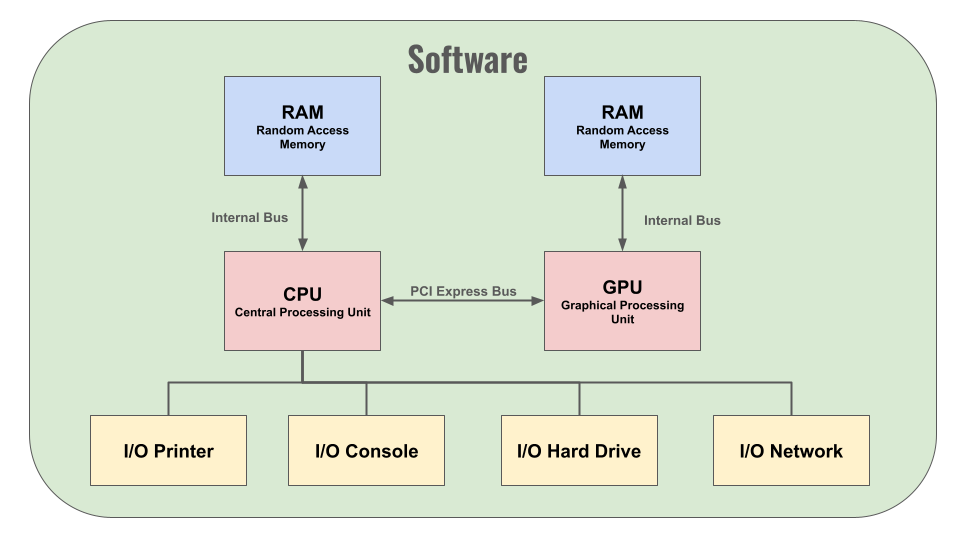 Software
RAM
Random Access
Memory
RAM
Random Access
Memory
Internal Bus
Internal Bus
CPU
Central Processing Unit
PCI Express Bus
GPU
Graphical Processing
Unit
I/O Printer
I/O Console
I/O Hard Drive
I/O Network